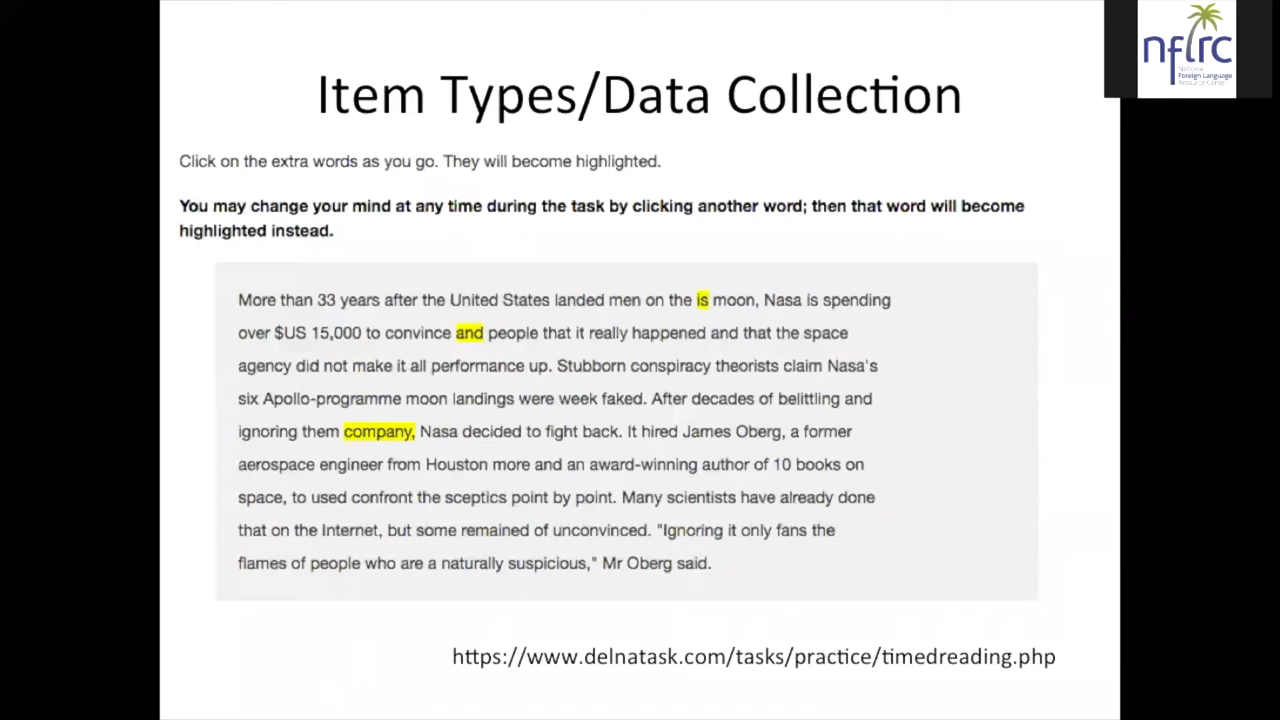 nflrc
National
Foreign Language
Resource Center
Item Types/Data Collection
Click on the extra words as you go. They will become highlighted.
You may change your mind at any time during the task by clicking another word; then that word will become
highlighted instead.
More than 33 years after the United States landed men on the is moon, Nasa is spending
over $US 15,000 to convince and people that it really happened and that the space
agency did not make it all performance up. Stubborn conspiracy theorists claim Nasa's
six Apollo-programme moon landings were week faked. After decades of belittling and
ignoring them company, Nasa decided to fight back. It hired James Oberg, a former
aerospace engineer from Houston more and an award-winning author of 10 books on
space, to used confront the sceptics point by point. Many scientists have already done
that on the Internet, but some remained of unconvinced. "Ignoring it only fans the
flames of people who are a naturally suspicious," Mr Oberg said.
https://www.delnatask.com/tasks/practice/timedreading.php